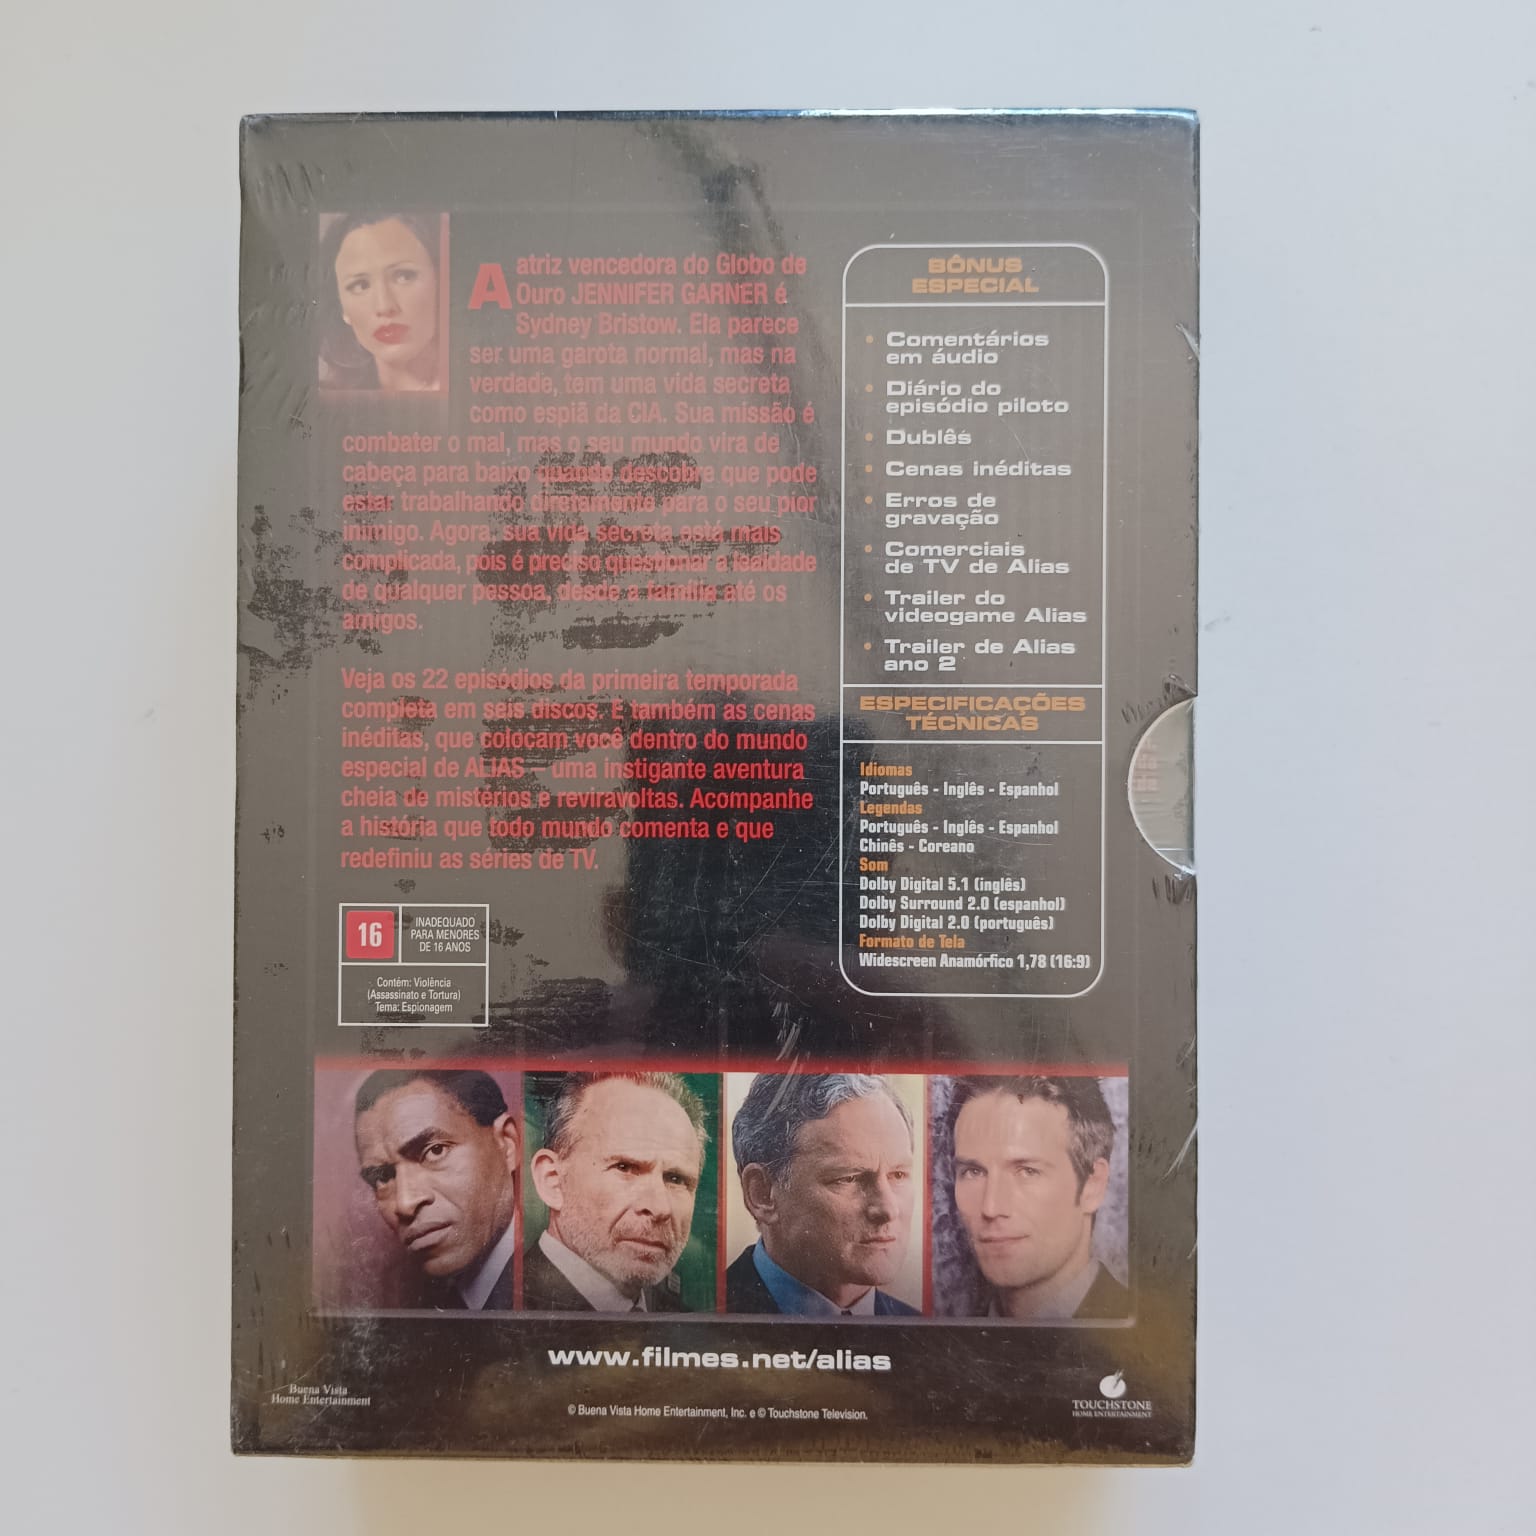 A atriz vencedora do Globo de
Ouro JENNIFER GARNER é
Sydney Bristow. Ela parece
ser uma garota normal, mas na
verdade, tem uma vida secreta
como espiã da CIA. Sua missão é
combater o mal, mas o seu mundo vira de
cabeça para baixo quando descobre que pode
estar trabalhando diretamente para o seu pior
inimigo. Agora, sua vida secreta está mais
complicada, pois é preciso questionar a lealdade
de qualquer pessoa, desde a família até os
amigos.
Veja os 22 episódios da primeira temporada
completa em seis discos. E também as cenas
inéditas, que colocam você dentro do mundo
especial de ALIAS – uma instigante aventura
cheia de mistérios e reviravoltas. Acompanhe
a história que todo mundo comenta e que
redefiniu as séries de TV.
16
INADEQUADO
PARA MENORES
DE 16 ANOS
Contém: Violência
(Assassinato e Tortura)
Tema: Espionagem
BÔNUS
ESPECIAL
• Comentários
em áudio
• Diário do
episódio piloto
• Dublês
• Cenas inéditas
• Erros de
gravação
• Comerciais
de TV de Alias
• Trailer do
videogame Alias
• Trailer de Alias
ano 2
ESPECIFICAÇÕES
TÉCNICAS
Idiomas
Português - Inglês - Espanhol
Legendas
Português - Inglês - Espanhol
Chinês - Coreano
Som
Dolby Digital 5.1 (inglês)
Dolby Surround 2.0 (espanhol)
Dolby Digital 2.0 (português)
Formato de Tela
Widescreen Anamórfico 1,78 (16:9)
www.filmes.net/alias
Buena Vista
Home Entertainment
© Buena Vista Home Entertainment, Inc. e © Touchstone Television.
TOUCHSTONE
HOME ENTERTAINMENT